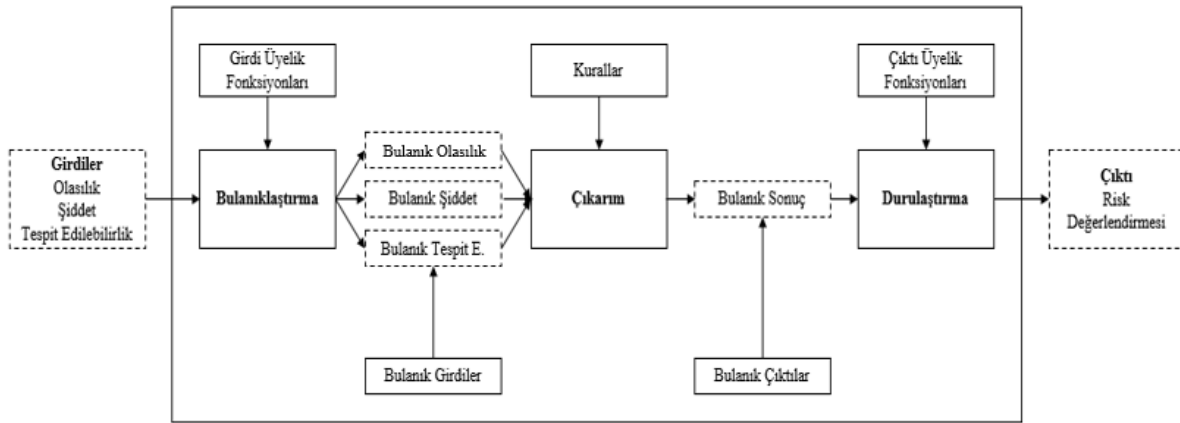 Girdi Üyelik
Fonksiyonları
Kurallar
Çıktı Üyelik
Fonksiyonları
Girdiler
Olasılık
Şiddet
Tespit Edilebilirlik
Bulanıklaştırma
Bulanık Olasılık
Bulanık Şiddet
Bulanık Tespit E.
Çıkarım
Bulanık Sonuç
Durulaştırma
Çıktı
Risk
Değerlendirmesi
Bulanık Girdiler
Bulanık Çıktılar